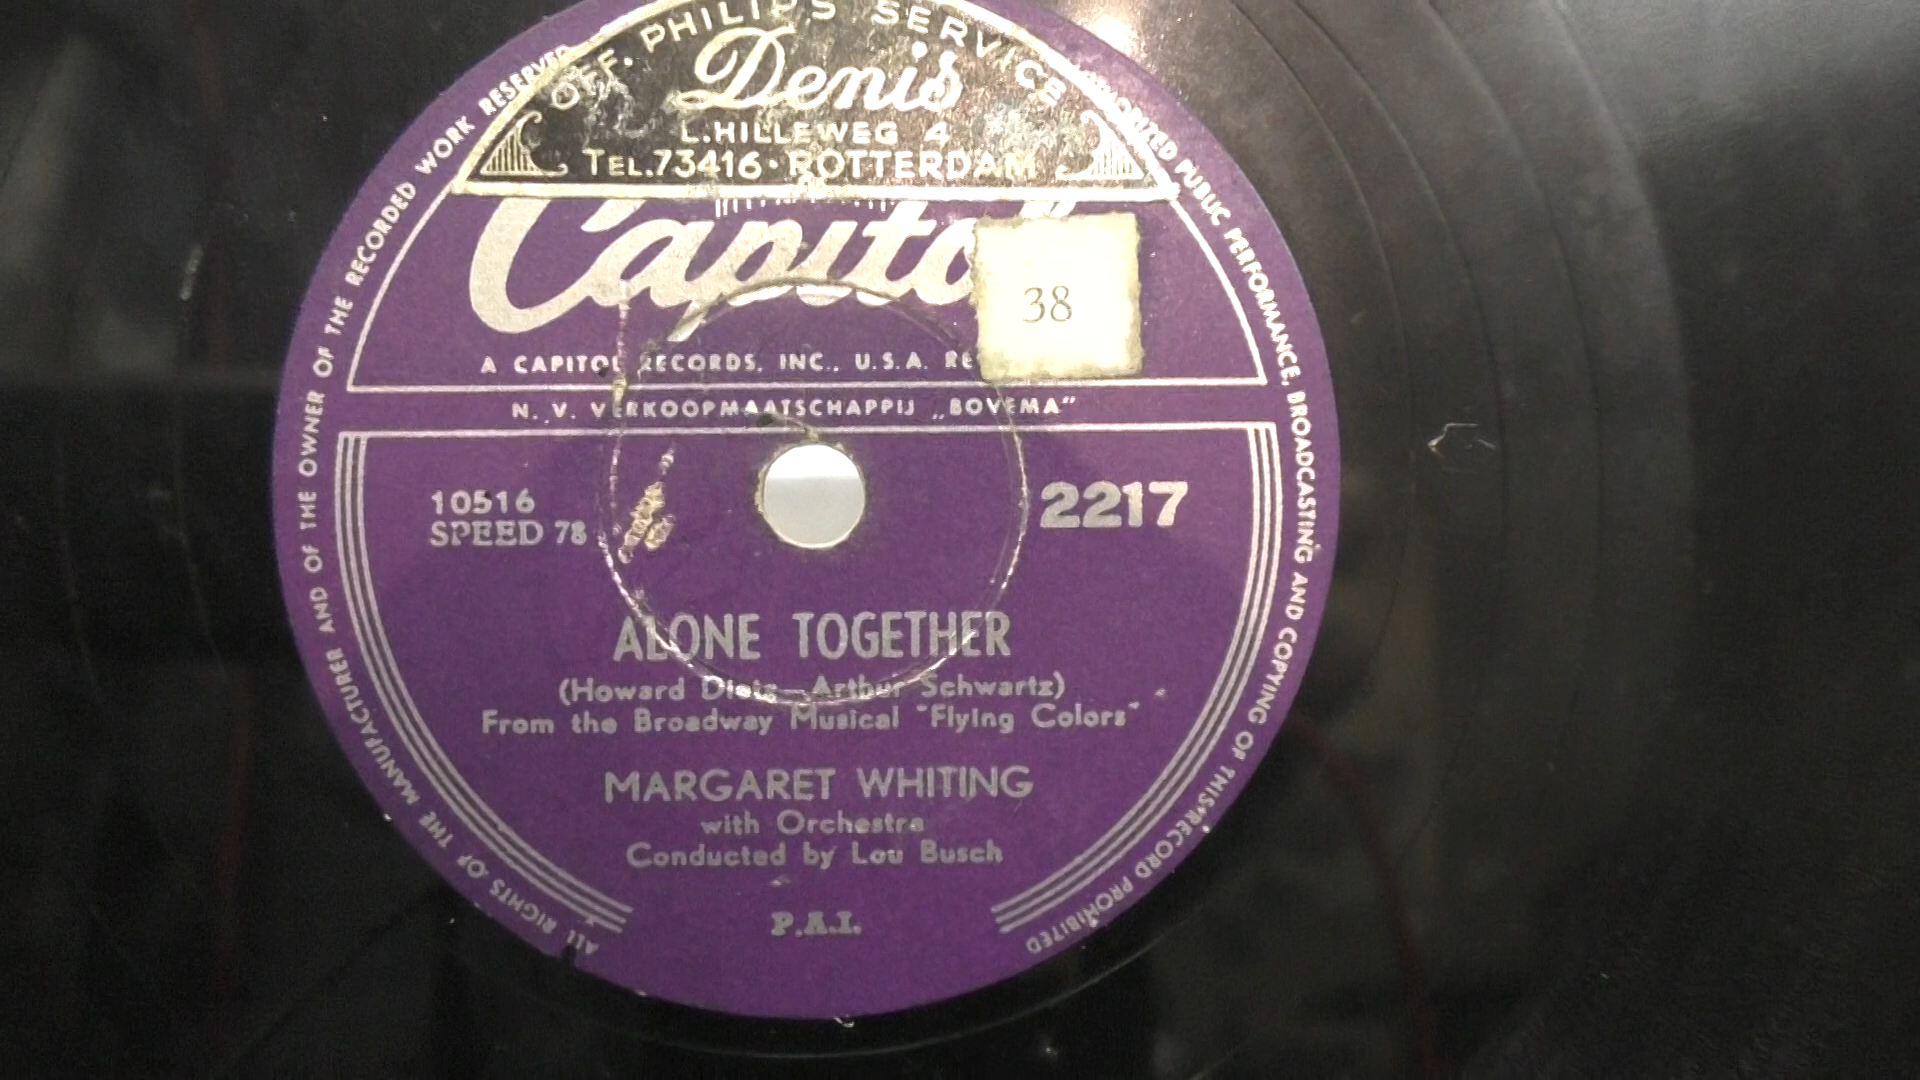 OFF. PHILIPS SERVICE
Denis
L.HILLEWEG 4
TEL.73416 · ROTTERDAM
Capitol
38
A CAPITOL RECORDS, INC., U.S.A.
N. V. VERKOOPMAATSCHAPPIJ „BOVEMA”
10516
SPEED 78
2217
ALONE TOGETHER
(Howard Dietz - Arthur Schwartz)
From the Broadway Musical "Flying Colors"
MARGARET WHITING
with Orchestra
Conducted by Lou Busch
P.A.I.
ALL RIGHTS OF THE MANUFACTURER AND OF THE OWNER OF THE RECORDED WORK RESERVED
PUBLIC PERFORMANCE, BROADCASTING AND COPYING OF THIS RECORD PROHIBITED